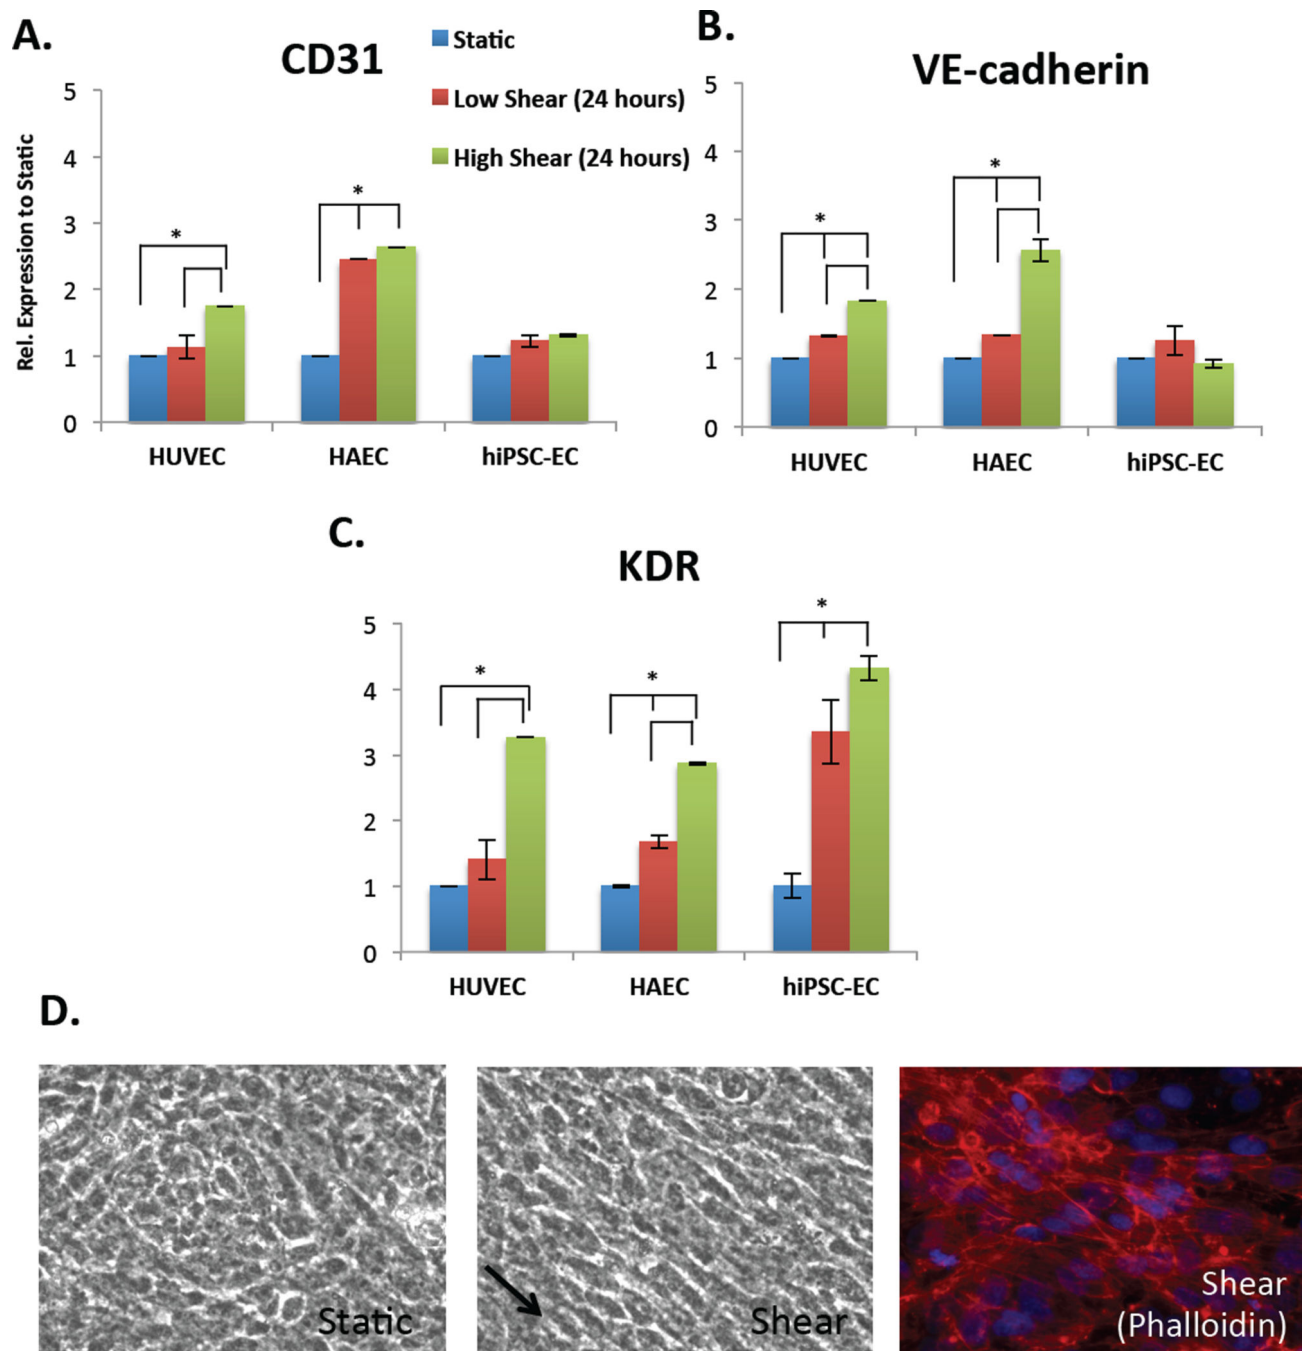 A.
CD31
Static
Low Shear (24 hours)
High Shear (24 hours)
Rel. Expression to Static
5
4
3
2
1
0
*
*
HUVEC
HAEC
hiPSC-EC
B.
VE-cadherin
5
4
3
2
1
0
*
*
HUVEC
HAEC
hiPSC-EC
C.
KDR
5
4
3
2
1
0
*
*
*
HUVEC
HAEC
hiPSC-EC
D.
Static
Shear
Shear
(Phalloidin)